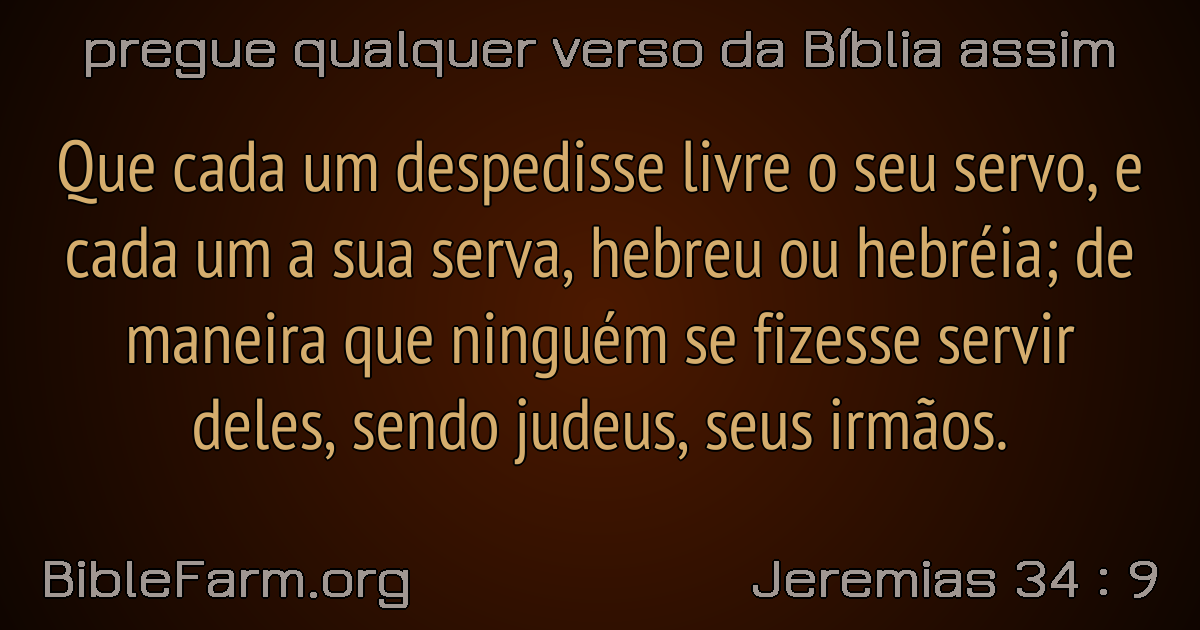 pregue qualquer verso da Bíblia assim
Que cada um despedisse livre o seu servo, e
cada um a sua serva, hebreu ou hebréia; de
maneira que ninguém se fizesse servir
deles, sendo judeus, seus irmãos.
BibleFarm.org
Jeremias 34 : 9